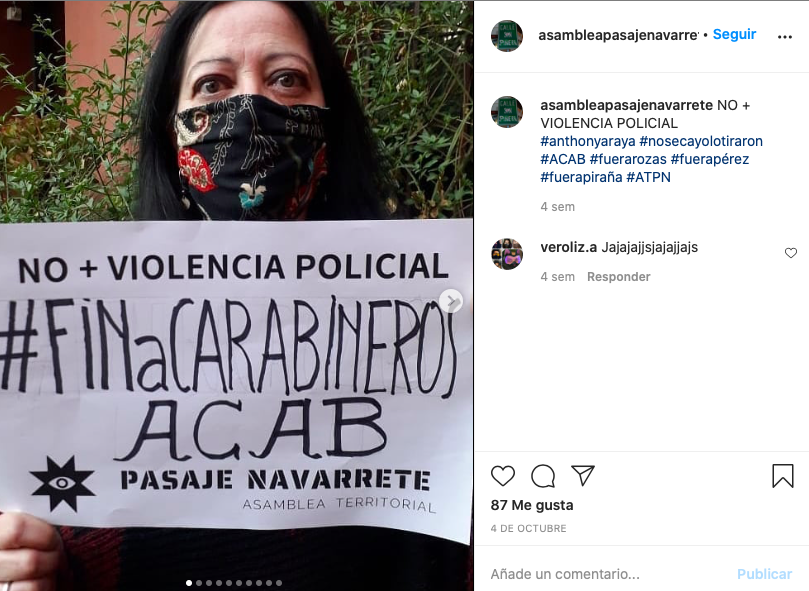 NO + VIOLENCIA POLICIAL
#FiNaCARABiNEROS
ACAB
PASAJE NAVARRETE
ASAMBLEA TERRITORIAL
asambleapasajenavarre • Seguir
asambleapasajenavarrete NO +
VIOLENCIA POLICIAL
#anthonyaraya #nosecayolotiraron
#ACAB #fuerarozas #fuerapérez
#fuerapiraña #ATPN
4 sem
veroliz.a Jajajajjsjajajjajs
4 sem Responder
87 Me gusta
4 DE OCTUBRE
Añade un comentario... Publicar